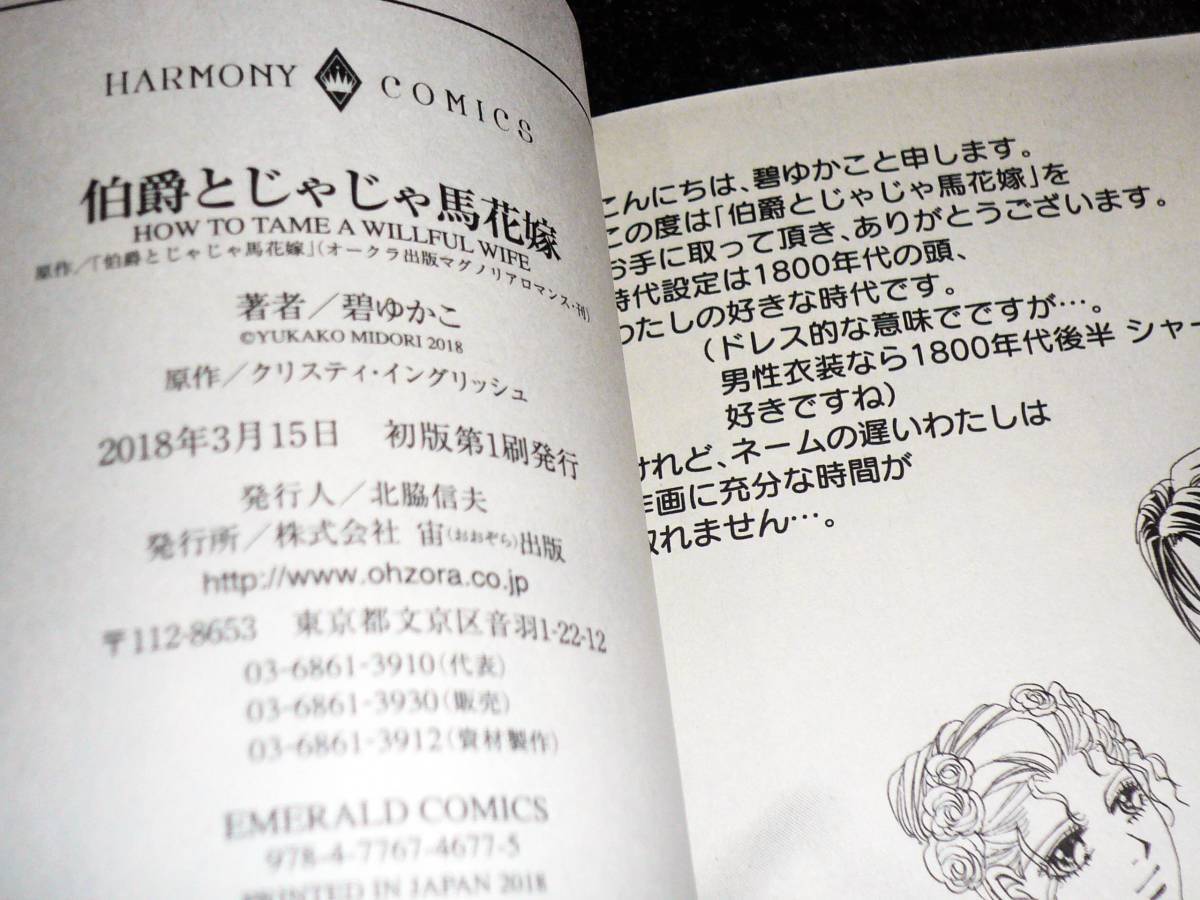 HARMONY COMICS
伯爵とじゃじゃ馬花嫁
HOW TO TAME A WILLFUL WIFE
原作/「伯爵とじゃじゃ馬花嫁」(オークラ出版マグノリアロマンス・刊)
著者/碧ゆかこ
©YUKAKO MIDORI 2018
原作/クリスティ・イングリッシュ
2018年3月15日 初版第1刷発行
発行人/北脇信夫
発行所/株式会社 宙(おおぞら)出版
http://www.ohzora.co.jp
〒112-8653 東京都文京区音羽1-22-12
03-6861-3910(代表)
03-6861-3930(販売)
03-6861-3912(資材製作)
EMERALD COMICS
978-4-7767-4677-5
PRINTED IN JAPAN 2018
こんにちは、碧ゆかこと申します。
この度は「伯爵とじゃじゃ馬花嫁」を
お手に取って頂き、ありがとうございます。
時代設定は1800年代の頭、
わたしの好きな時代です。
(ドレス的な意味でですが…。
男性衣装なら1800年代後半 シャー
好きですね)
けれど、ネームの遅いわたしは
作画に充分な時間が
取れません…。